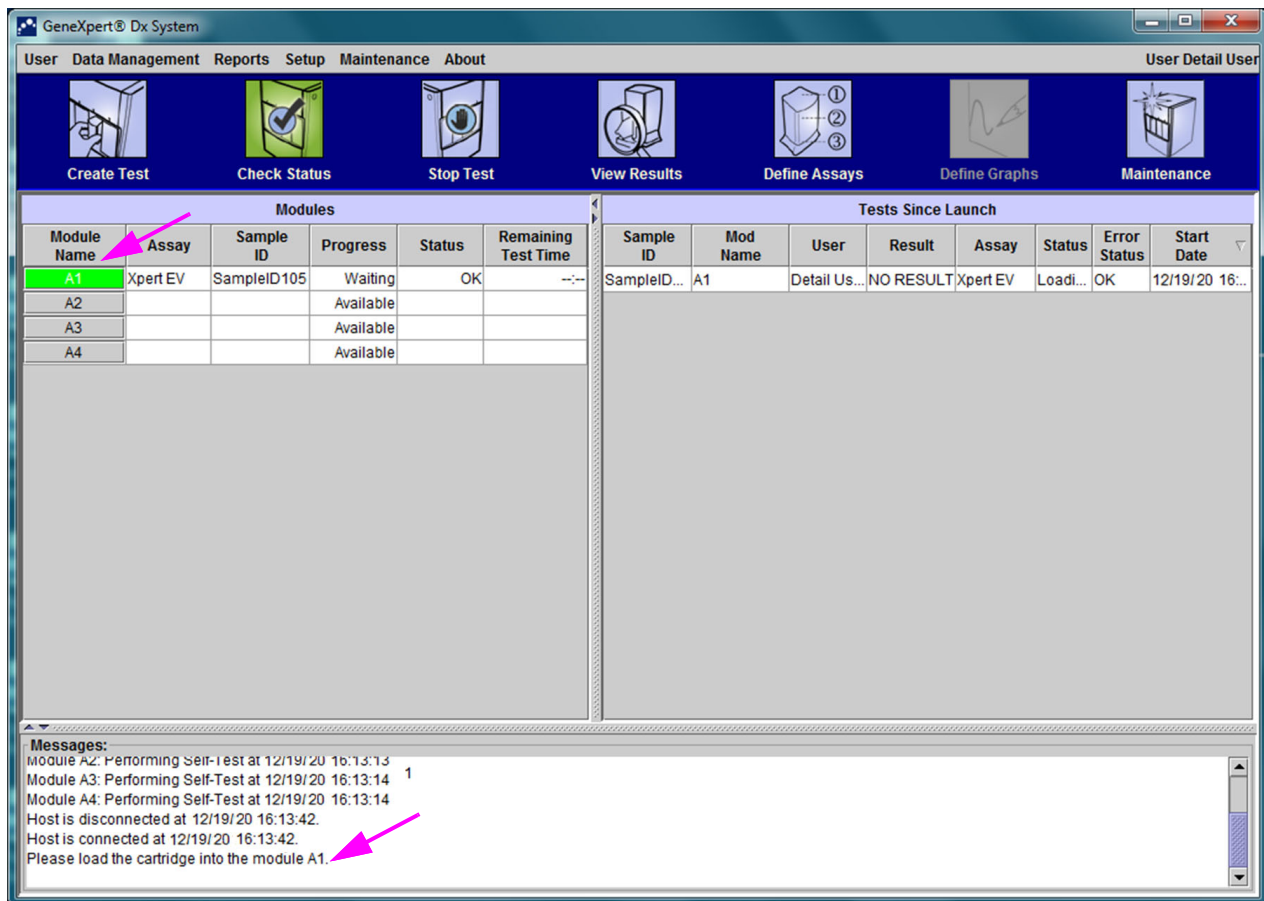 GeneXpert® Dx System
User Data Management Reports Setup Maintenance About User Detail User
Create Test Check Status Stop Test View Results Define Assays Define Graphs Maintenance
Modules
Module Name Assay Sample ID Progress Status Remaining Test Time
A1 Xpert EV SampleID105 Waiting OK --:--
A2 Available
A3 Available
A4 Available
Tests Since Launch
Sample ID Mod Name User Result Assay Status Error Status Start Date
SampleID... A1 Detail Us... NO RESULT Xpert EV Loadi... OK 12/19/20 16:...
Messages:
Module A2: Performing Self-Test at 12/19/20 16:13:13
Module A3: Performing Self-Test at 12/19/20 16:13:14 1
Module A4: Performing Self-Test at 12/19/20 16:13:14
Host is disconnected at 12/19/20 16:13:42.
Host is connected at 12/19/20 16:13:42.
Please load the cartridge into the module A1.